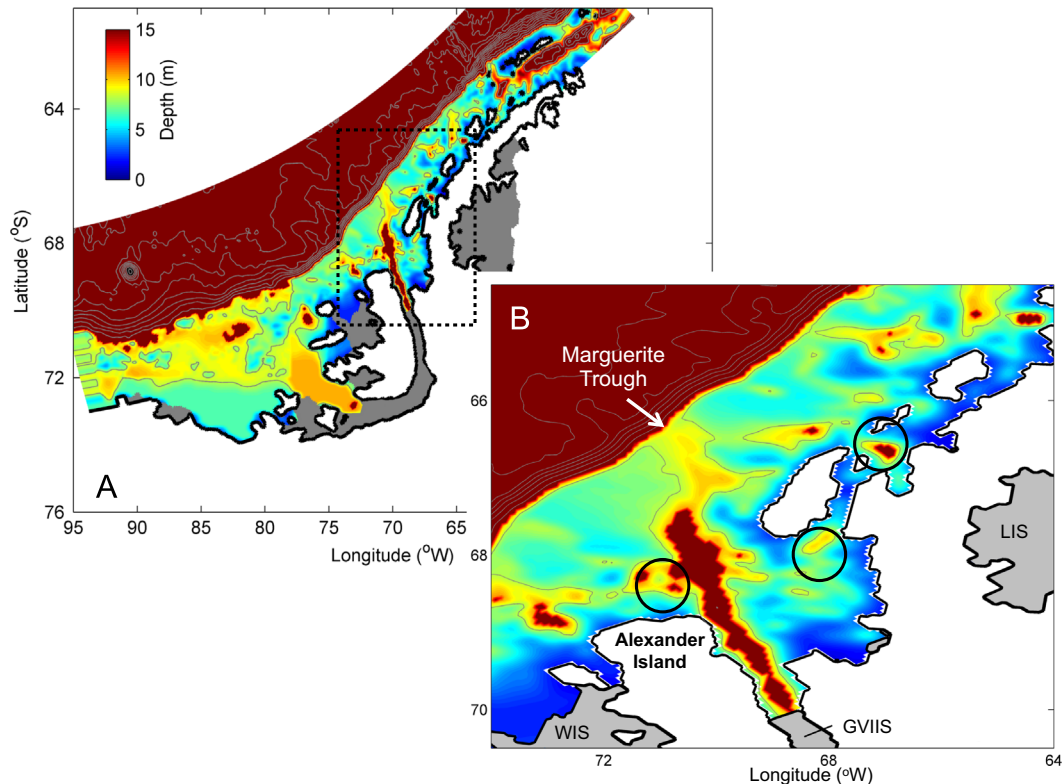 15
10
5
0
Depth (m)
64
68
72
76
Latitude (°S)
A
95
90
85
80
75
70
65
Longitude (°W)
B
Marguerite
Trough
66
68
70
LIS
Alexander
Island
WIS
GVIIS
72
68
64
Longitude (°W)